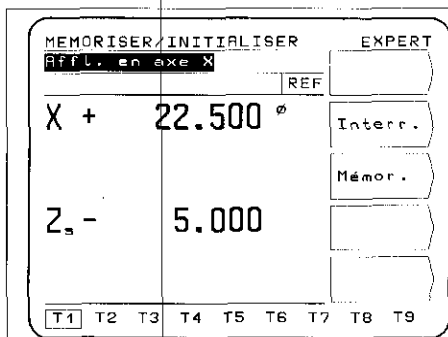 MEMORISER/INITIALISER EXPERT
Affl. en axe X
REF
X + 22.500 ø
Interr.
Mémor.
Zs - 5.000
T1 T2 T3 T4 T5 T6 T7 T8 T9